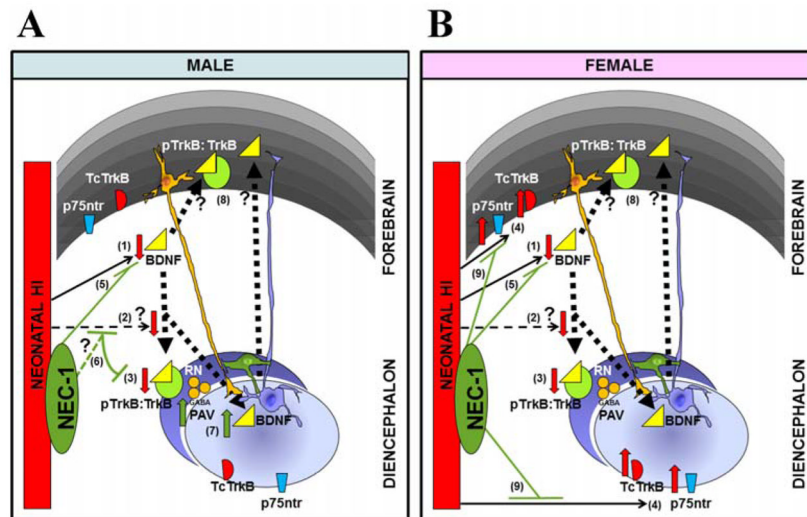 A
MALE
pTrkB: TrkB
TcTrkB
?
(8)
?
p75ntr
(1)
BDNF
(5)
FOREBRAIN
NEONATAL HI
(2) ?
?
(6)
NEC-1
(3)
pTrkB:TrkB
RN
GABA
PAV
(7)
BDNF
TcTrkB
p75ntr
DIENCEPHALON
B
FEMALE
pTrkB: TrkB
TcTrkB
p75ntr
?
(8)
?
(4)
(9)
(1)
BDNF
(5)
FOREBRAIN
NEONATAL HI
(2) ?
NEC-1
(3)
pTrkB:TrkB
RN
GABA
PAV
BDNF
TcTrkB
p75ntr
(9)
(4)
DIENCEPHALON